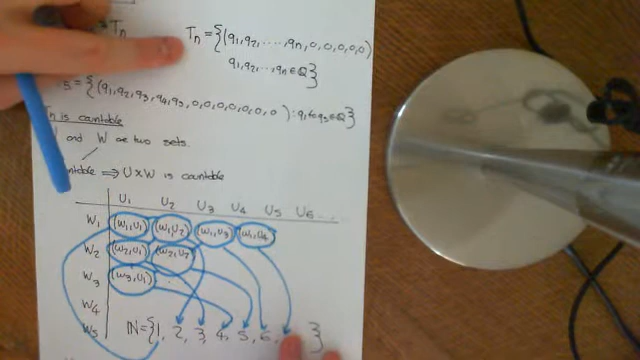 Tn
Tn = {(q1, q2, ...., qn, 0, 0, 0, 0, 0)
q1, q2, ..., qn ∈ Q}
5 = {(q1, q2, q3, q4, q5, 0, 0, 0, 0, 0, 0, 0) : q1 to q5 ∈ Q}
Tn is countable
and W are two sets.
⇒ U×W is countable
U1 U2 U3 U4 U5 U6 ...
W1 (W1,U1) (W1,U2) (W1,U3) (W1,U4)
W2 (W2,U1) (W2,U2)
W3 (W3,U1)
W4
W5 N = {1, 2, 3, 4, 5, 6, }